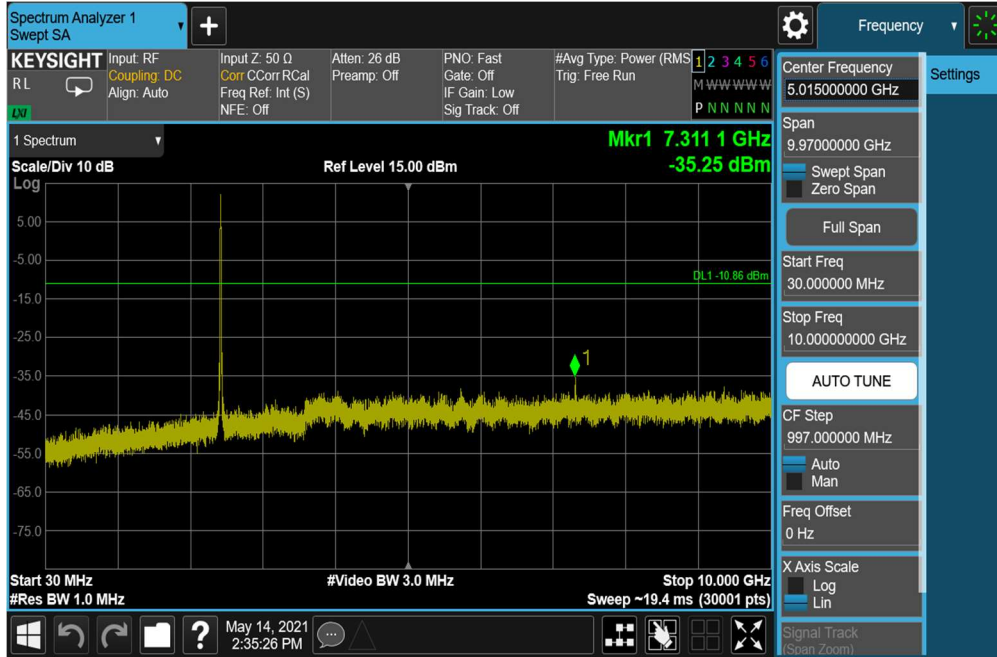 Spectrum Analyzer 1
Swept SA
+
Frequency
KEYSIGHT
R L
LXI
Input: RF
Coupling: DC
Align: Auto
Input Z: 50 Ω
Corr CCorr RCal
Freq Ref: Int (S)
NFE: Off
Atten: 26 dB
Preamp: Off
PNO: Fast
Gate: Off
IF Gain: Low
Sig Track: Off
#Avg Type: Power (RMS
Trig: Free Run
1 2 3 4 5 6
M W W W W W
P N N N N N
1 Spectrum
Scale/Div 10 dB
Ref Level 15.00 dBm
Mkr1 7.311 1 GHz
-35.25 dBm
Log
5.00
-5.00
-15.0
-25.0
-35.0
-45.0
-55.0
-65.0
-75.0
DL1 -10.86 dBm
1
Start 30 MHz
#Video BW 3.0 MHz
Stop 10.000 GHz
#Res BW 1.0 MHz
Sweep ~19.4 ms (30001 pts)
Center Frequency
5.015000000 GHz
Settings
Span
9.97000000 GHz
Swept Span
Zero Span
Full Span
Start Freq
30.000000 MHz
Stop Freq
10.000000000 GHz
AUTO TUNE
CF Step
997.000000 MHz
Auto
Man
Freq Offset
0 Hz
X Axis Scale
Log
Lin
Signal Track
(Span Zoom)
?
May 14, 2021
2:35:26 PM